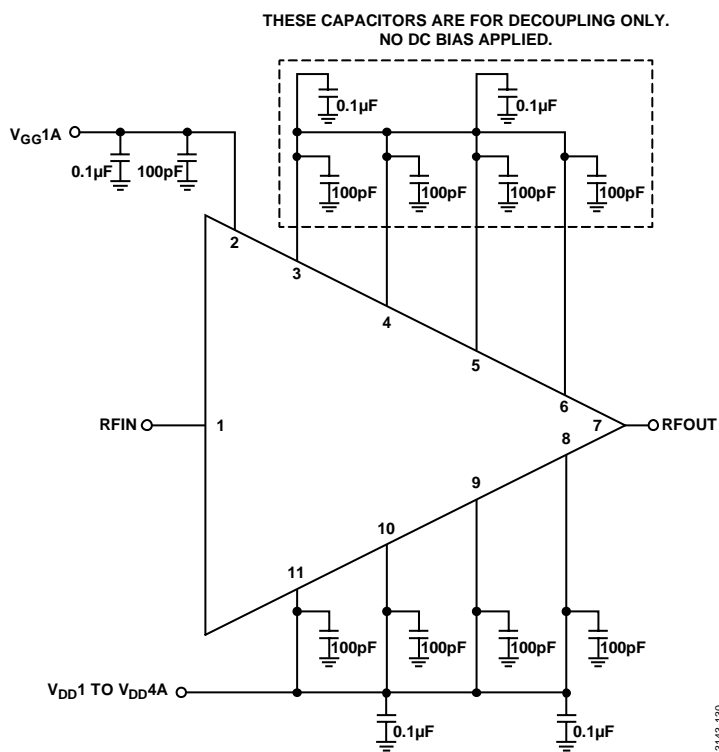 THESE CAPACITORS ARE FOR DECOUPLING ONLY.
NO DC BIAS APPLIED.
0.1µF
0.1µF
VGG1A
0.1µF
100pF
100pF
100pF
100pF
100pF
2
3
4
5
6
RFIN
1
7
RFOUT
8
9
10
11
100pF
100pF
100pF
100pF
VDD1 TO VDD4A
0.1µF
0.1µF